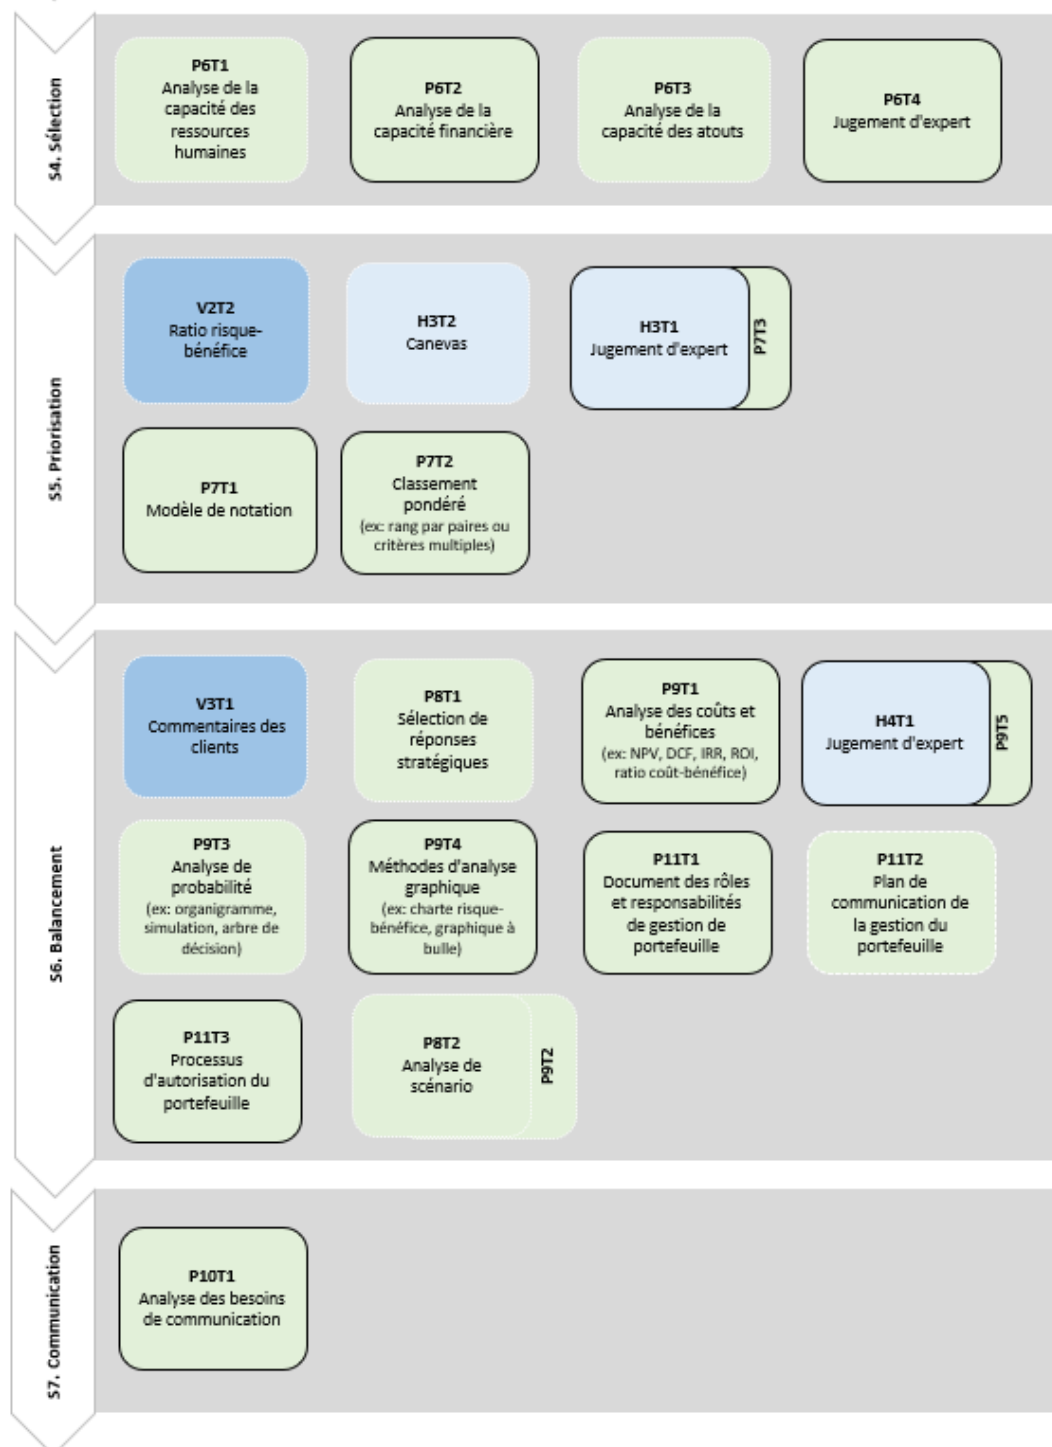 S4. Sélection
P6T1
Analyse de la
capacité des
ressources
humaines
P6T2
Analyse de la
capacité financière
P6T3
Analyse de la
capacité des atouts
P6T4
Jugement d'expert
S5. Priorisation
V2T2
Ratio risque-
bénéfice
H3T2
Canevas
H3T1
Jugement d'expert
P7T3
P7T1
Modèle de notation
P7T2
Classement
pondéré
(ex: rang par paires ou
critères multiples)
S6. Balancement
V3T1
Commentaires des
clients
P8T1
Sélection de
réponses
stratégiques
P9T1
Analyse des coûts et
bénéfices
(ex: NPV, DCF, IRR, ROI,
ratio coût-bénéfice)
H4T1
Jugement d'expert
P9T5
P9T3
Analyse de
probabilité
(ex: organigramme,
simulation, arbre de
décision)
P9T4
Méthodes d'analyse
graphique
(ex: charte risque-
bénéfice, graphique à
bulle)
P11T1
Document des rôles
et responsabilités
de gestion de
portefeuille
P11T2
Plan de
communication de
la gestion du
portefeuille
P11T3
Processus
d'autorisation du
portefeuille
P8T2
Analyse de
scénario
P9T2
S7. Communication
P10T1
Analyse des besoins
de communication